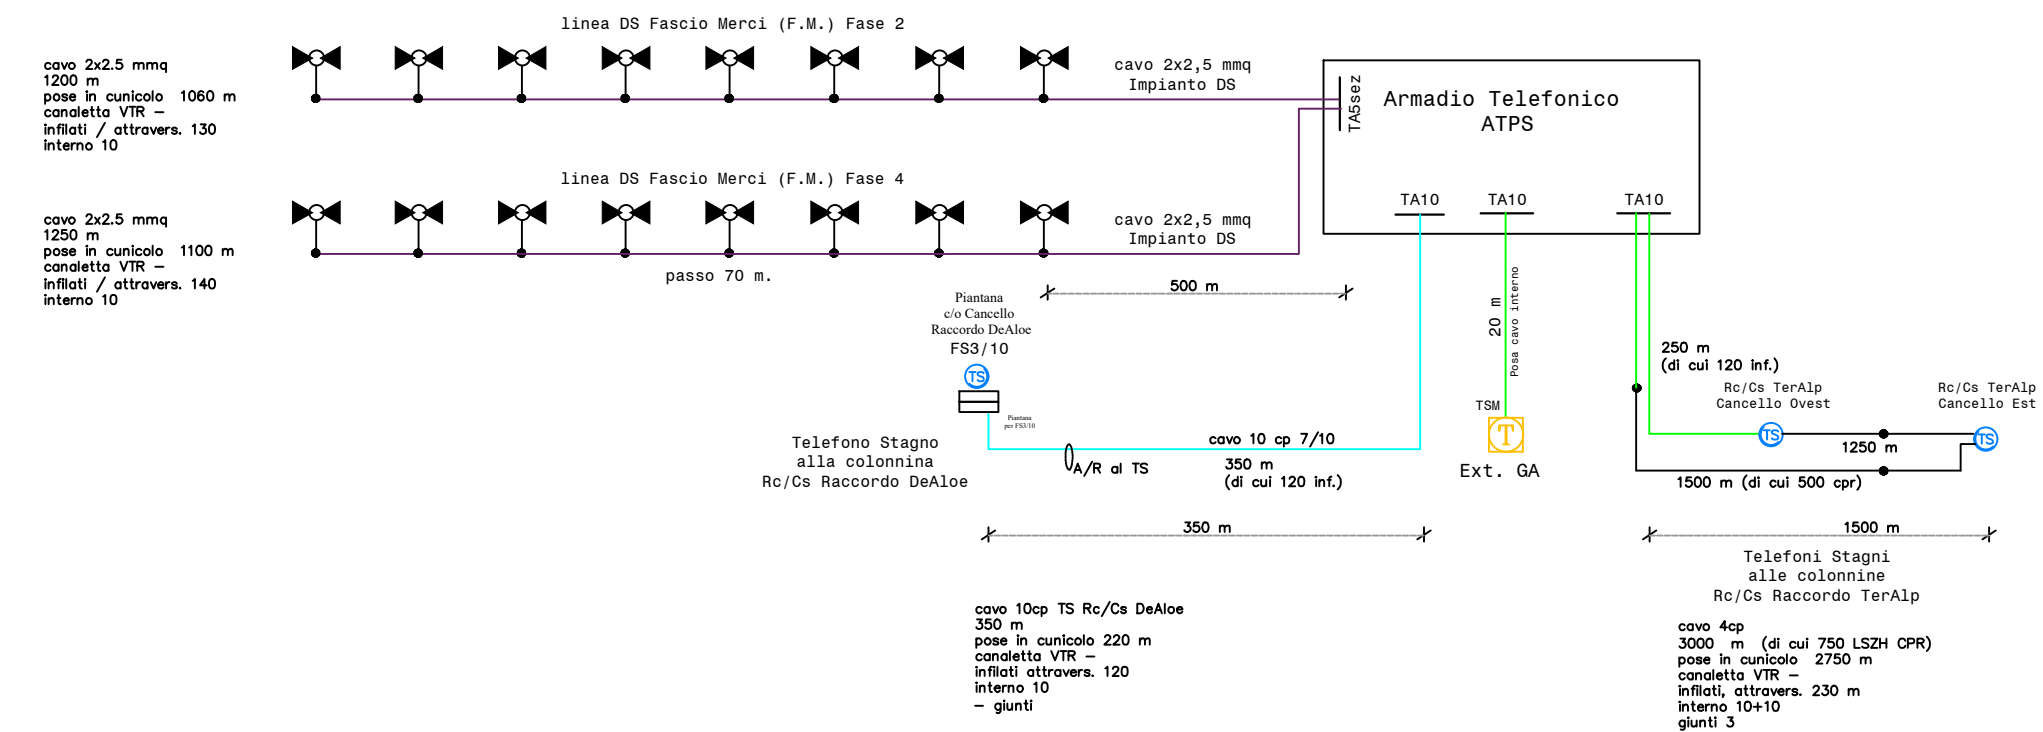 linea DS Fascio Merci (F.M.) Fase 2
cavo 2x2.5 mmq
1200 m
pose in cunicolo 1060 m
canaletta VTR –
infilati / attravers. 130
interno 10
cavo 2x2,5 mmq
Impianto DS
TA5sez
Armadio Telefonico
ATPS
TA10
TA10
TA10
linea DS Fascio Merci (F.M.) Fase 4
cavo 2x2.5 mmq
1250 m
pose in cunicolo 1100 m
canaletta VTR –
infilati / attravers. 140
interno 10
cavo 2x2,5 mmq
Impianto DS
passo 70 m.
500 m
Piantana
c/o Cancello
Raccordo DeAloe
FS3/10
TS
Piantana
per FS3/10
Telefono Stagno
alla colonnina
Rc/Cs Raccordo DeAloe
A/R al TS
cavo 10 cp 7/10
350 m
(di cui 120 inf.)
20 m
Posa cavo interno
TSM
T
Ext. GA
250 m
(di cui 120 inf.)
Rc/Cs TerAlp
Cancello Ovest
Rc/Cs TerAlp
Cancello Est
TS
TS
1250 m
1500 m (di cui 500 cpr)
350 m
1500 m
Telefoni Stagni
alle colonnine
Rc/Cs Raccordo TerAlp
cavo 10cp TS Rc/Cs DeAloe
350 m
pose in cunicolo 220 m
canaletta VTR –
infilati attravers. 120
interno 10
– giunti
cavo 4cp
3000 m (di cui 750 LSZH CPR)
pose in cunicolo 2750 m
canaletta VTR –
infilati, attravers. 230 m
interno 10+10
giunti 3